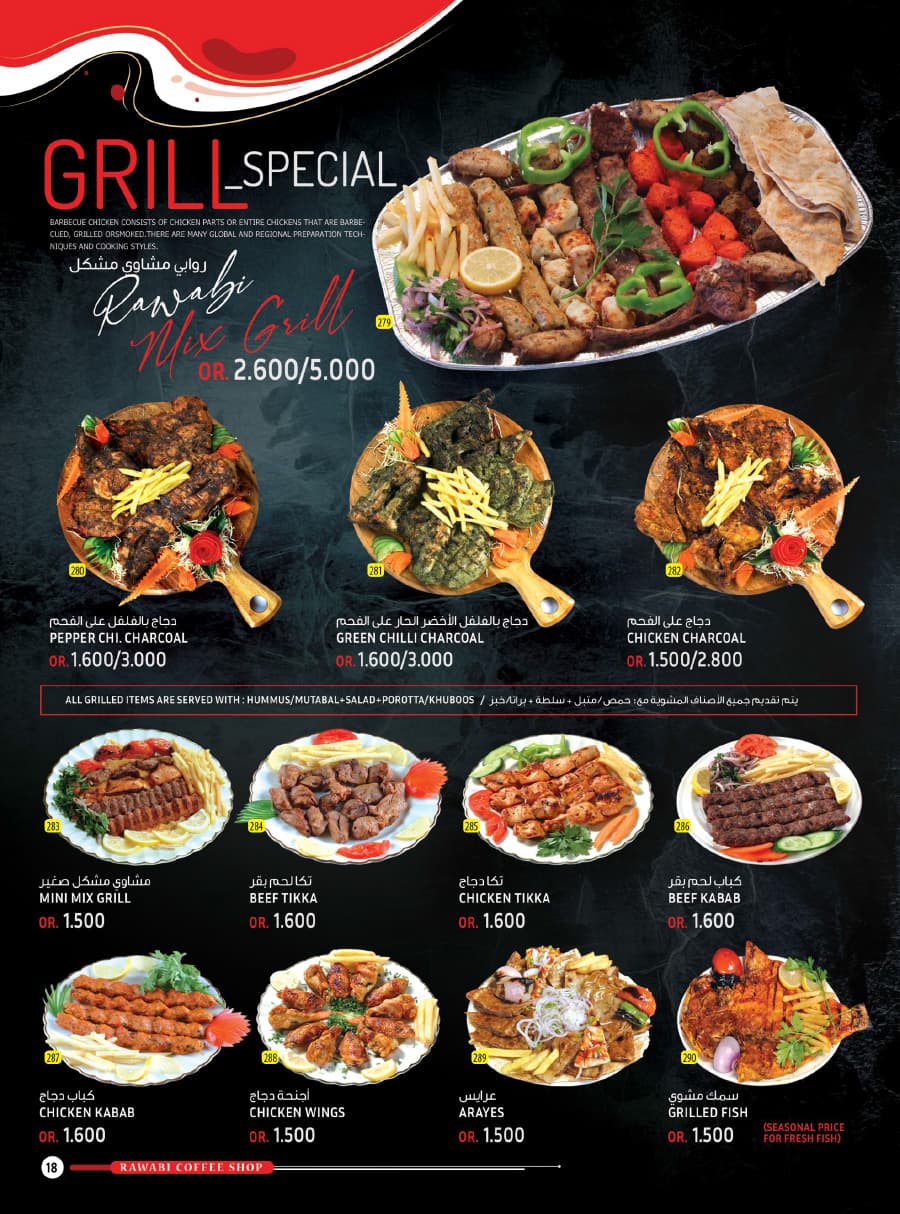 GRILL_SPECIAL
BARBECUE CHICKEN CONSISTS OF CHICKEN PARTS OR ENTIRE CHICKENS THAT ARE BARBE-
CUED, GRILLED ORSMOKED.THERE ARE MANY GLOBAL AND REGIONAL PREPARATION TECH-
NIQUES AND COOKING STYLES.
روابي مشاوي مشكل
Rawabi
Mix Grill
OR. 2.600/5.000
279
280
دجاج بالفلفل على الفحم
PEPPER CHI. CHARCOAL
OR. 1.600/3.000
281
دجاج بالفلفل الأخضر الحار على الفحم
GREEN CHILLI CHARCOAL
OR. 1.600/3.000
282
دجاج على الفحم
CHICKEN CHARCOAL
OR. 1.500/2.800
ALL GRILLED ITEMS ARE SERVED WITH : HUMMUS/MUTABAL+SALAD+POROTTA/KHUBOOS / يتم تقديم جميع الأصناف المشوية مع: حمص/متبل + سلطة + براتا/خبز
283
مشاوي مشكل صغير
MINI MIX GRILL
OR. 1.500
284
تكا لحم بقر
BEEF TIKKA
OR. 1.600
285
تكا دجاج
CHICKEN TIKKA
OR. 1.600
286
كباب لحم بقر
BEEF KABAB
OR. 1.600
287
كباب دجاج
CHICKEN KABAB
OR. 1.600
288
أجنحة دجاج
CHICKEN WINGS
OR. 1.500
289
عرايس
ARAYES
OR. 1.500
290
سمك مشوي
GRILLED FISH
OR. 1.500
(SEASONAL PRICE
FOR FRESH FISH)
18
RAWABI COFFEE SHOP